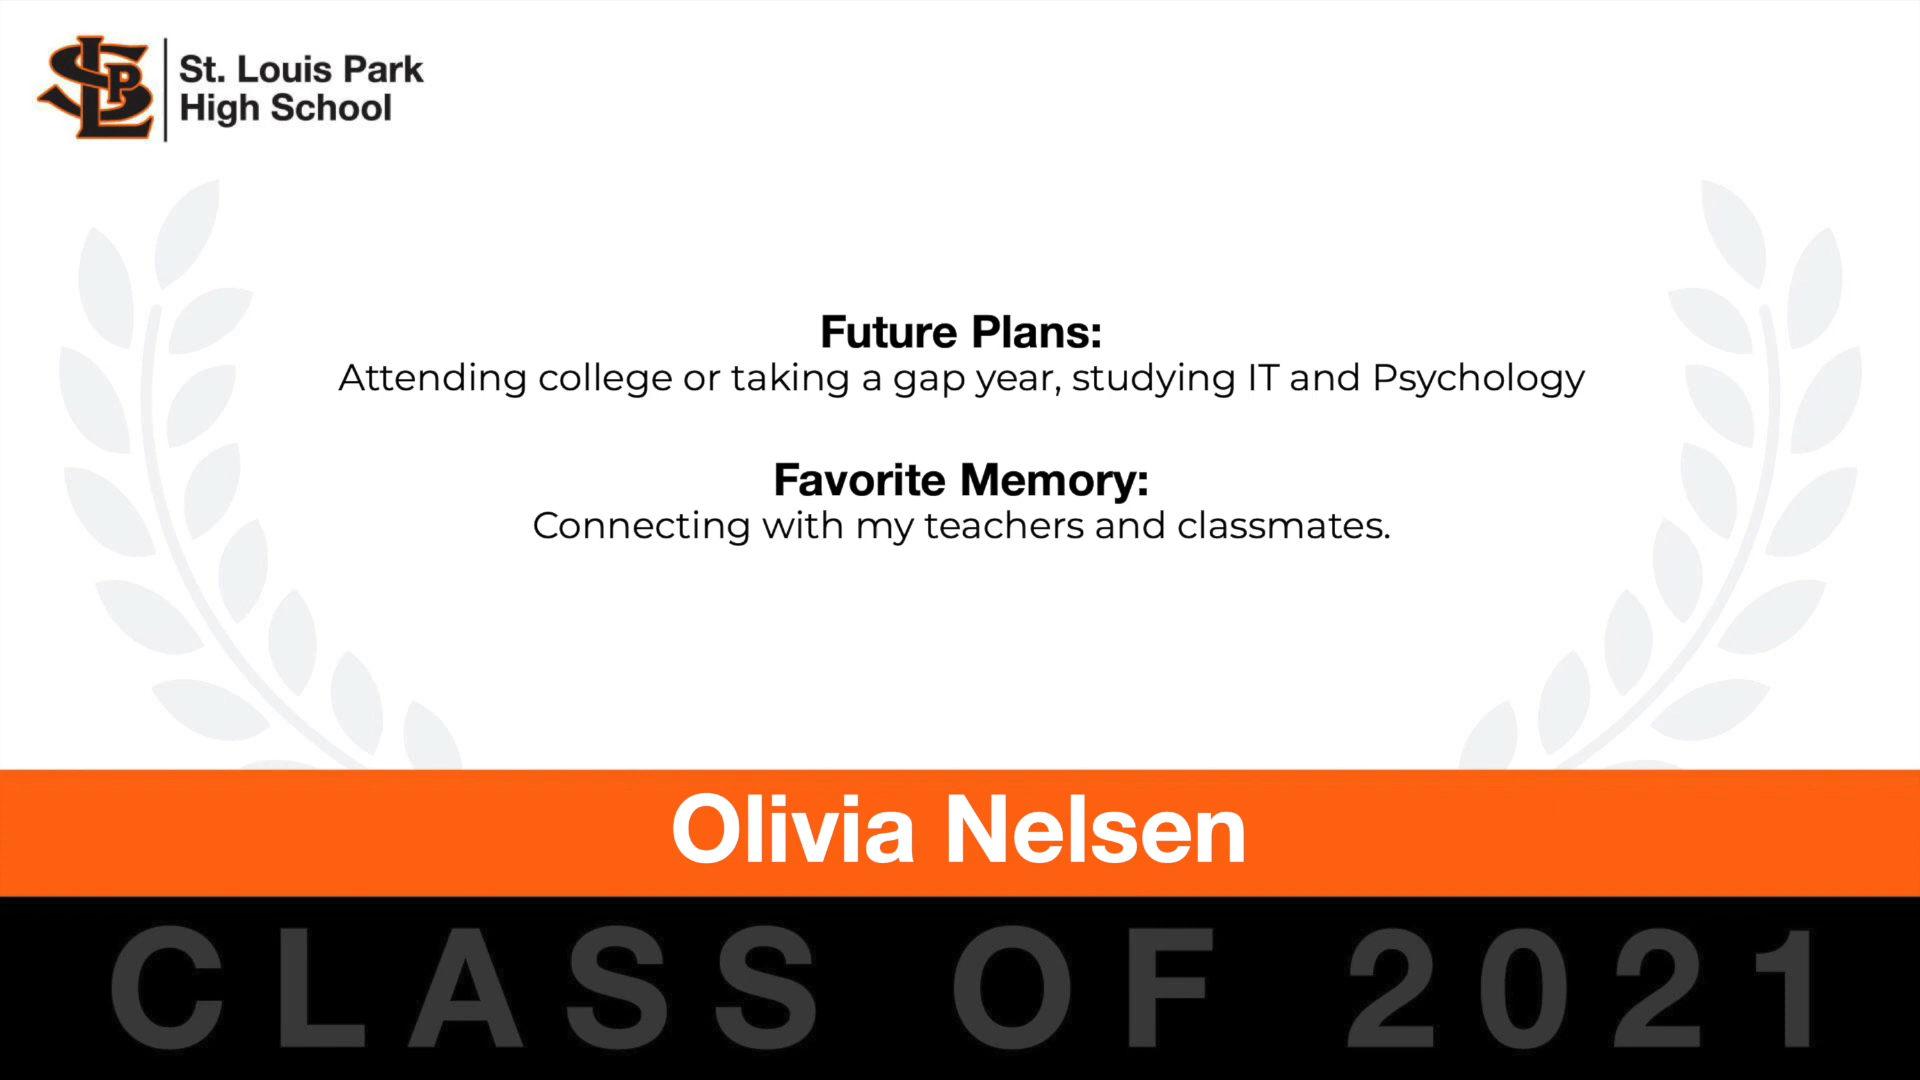 SLP
St. Louis Park
High School
Future Plans:
Attending college or taking a gap year, studying IT and Psychology
Favorite Memory:
Connecting with my teachers and classmates.
Olivia Nelsen
CLASS OF 2021